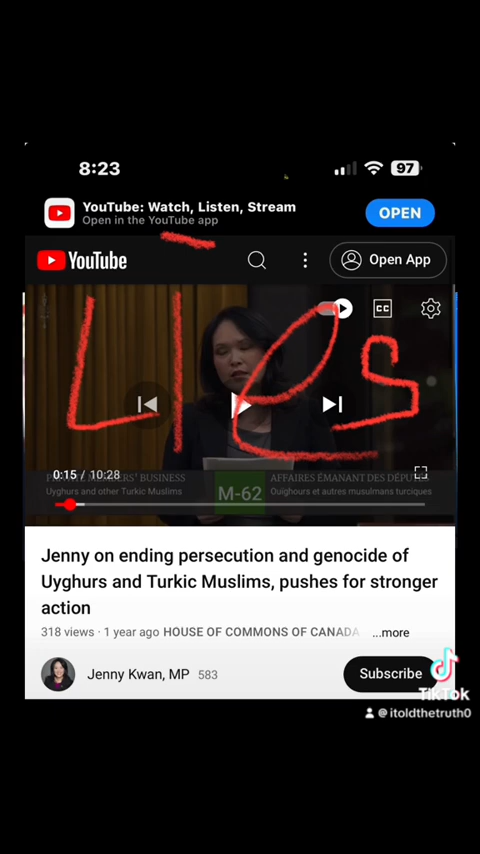 8:23
97
YouTube: Watch, Listen, Stream
Open in the YouTube app
OPEN
YouTube
Open App
LIes
CC
0:15 / 10:28
PRIVATE MEMBERS' BUSINESS
AFFAIRES ÉMANANT DES DÉPUTÉS
Uyghurs and other Turkic Muslims
M-62
Ouïghours et autres musulmans turciques
Jenny on ending persecution and genocide of
Uyghurs and Turkic Muslims, pushes for stronger
action
318 views · 1 year ago HOUSE OF COMMONS OF CANADA ...more
Jenny Kwan, MP 583
Subscribe
TikTok
@itoldthetruth0